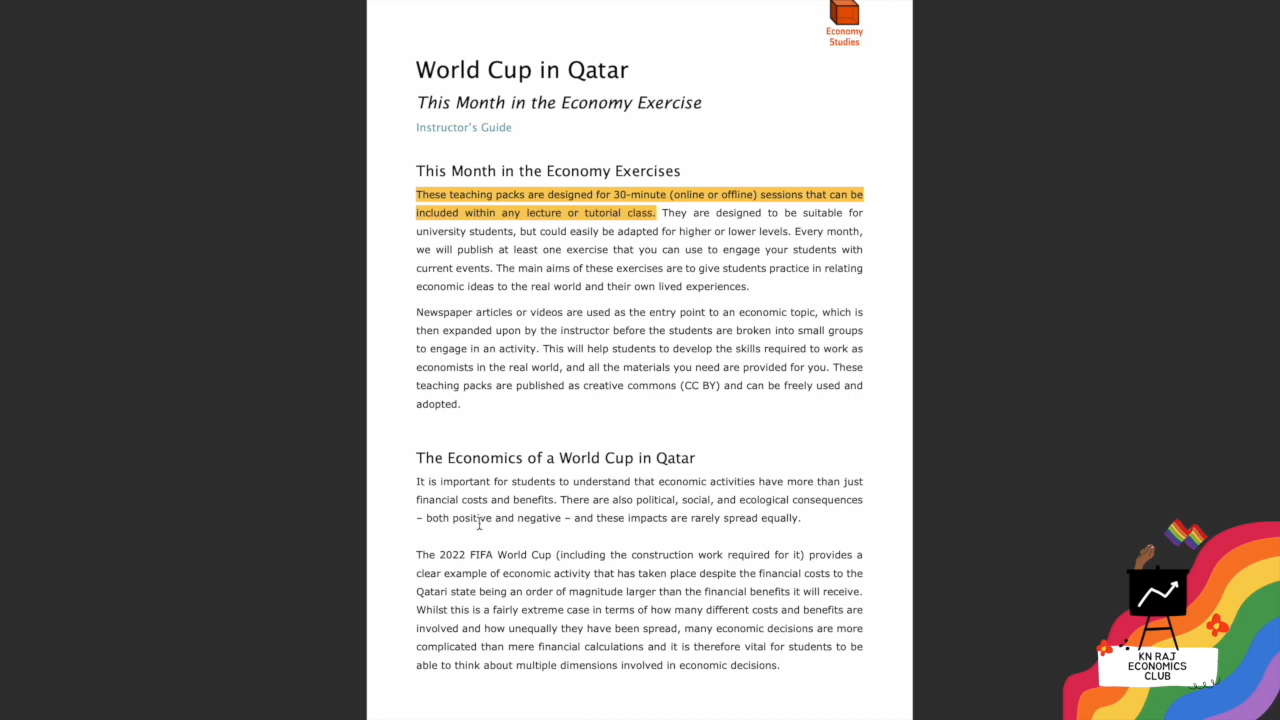 Economy
Studies
World Cup in Qatar
This Month in the Economy Exercise
Instructor's Guide
This Month in the Economy Exercises
These teaching packs are designed for 30-minute (online or offline) sessions that can be
included within any lecture or tutorial class. They are designed to be suitable for
university students, but could easily be adapted for higher or lower levels. Every month,
we will publish at least one exercise that you can use to engage your students with
current events. The main aims of these exercises are to give students practice in relating
economic ideas to the real world and their own lived experiences.
Newspaper articles or videos are used as the entry point to an economic topic, which is
then expanded upon by the instructor before the students are broken into small groups
to engage in an activity. This will help students to develop the skills required to work as
economists in the real world, and all the materials you need are provided for you. These
teaching packs are published as creative commons (CC BY) and can be freely used and
adopted.
The Economics of a World Cup in Qatar
It is important for students to understand that economic activities have more than just
financial costs and benefits. There are also political, social, and ecological consequences
– both positive and negative – and these impacts are rarely spread equally.
The 2022 FIFA World Cup (including the construction work required for it) provides a
clear example of economic activity that has taken place despite the financial costs to the
Qatari state being an order of magnitude larger than the financial benefits it will receive.
Whilst this is a fairly extreme case in terms of how many different costs and benefits are
involved and how unequally they have been spread, many economic decisions are more
complicated than mere financial calculations and it is therefore vital for students to be
able to think about multiple dimensions involved in economic decisions.
KN RAJ
ECONOMICS
CLUB